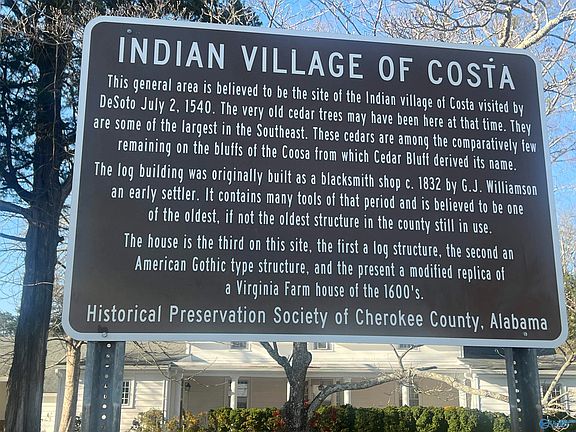 INDIAN VILLAGE OF COSTA
This general area is believed to be the site of the Indian village of Costa visited by
DeSoto July 2, 1540. The very old cedar trees may have been here at that time. They
are some of the largest in the Southeast. These cedars are among the comparatively few
remaining on the bluffs of the Coosa from which Cedar Bluff derived its name.
The log building was originally built as a blacksmith shop c. 1832 by G.J. Williamson
an early settler. It contains many tools of that period and is believed to be one
of the oldest, if not the oldest structure in the county still in use.
The house is the third on this site, the first a log structure, the second an
American Gothic type structure, and the present a modified replica of
a Virginia Farm house of the 1600's.
Historical Preservation Society of Cherokee County, Alabama